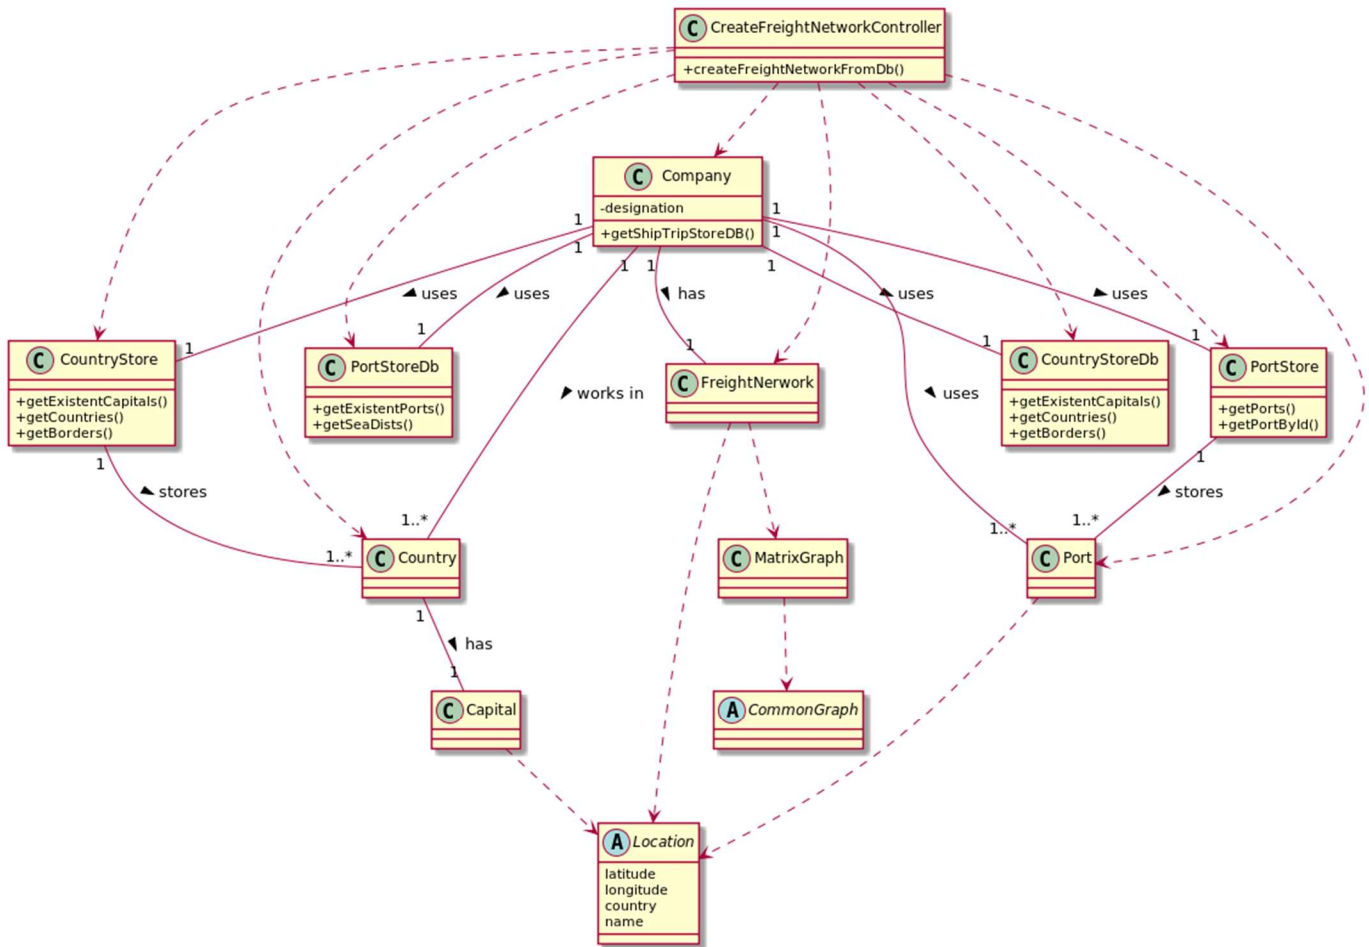 C CreateFreightNetworkController
+createFreightNetworkFromDb()
C Company
-designation
+getShipTripStoreDB()
1
1
1
1
1
1
1
uses
uses
has
uses
uses
1
1
1
1
1
C CountryStore
+getExistentCapitals()
+getCountries()
+getBorders()
C PortStoreDb
+getExistentPorts()
+getSeaDists()
works in
C FreightNerwork
uses
C CountryStoreDb
+getExistentCapitals()
+getCountries()
+getBorders()
C PortStore
+getPorts()
+getPortById()
1
stores
1
stores
1..*
1..*
1..*
1..*
C Country
C MatrixGraph
C Port
1
has
1
C Capital
A CommonGraph
A Location
latitude
longitude
country
name